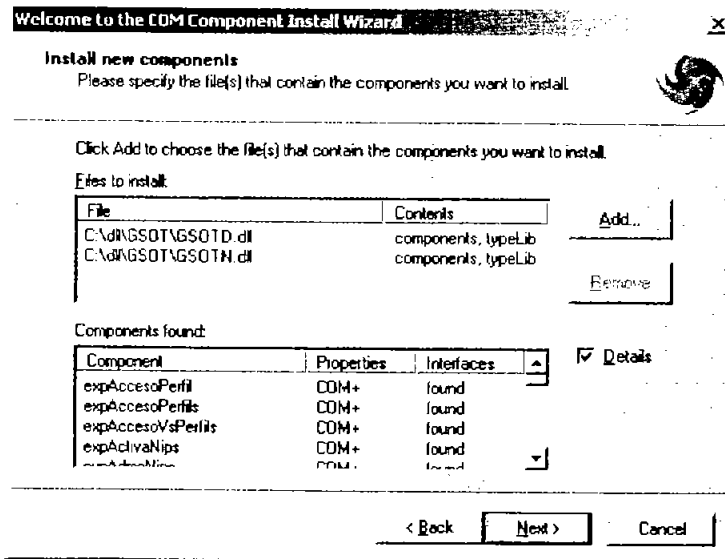 Welcome to the COM Component Install Wizard
Install new components
Please specify the file(s) that contain the components you want to install.
Click Add to choose the file(s) that contain the components you want to install.
Files to install:
File Contents
C:\dll\GSOT\GSOTD.dll components, typeLib
C:\dll\GSOT\GSOTN.dll components, typeLib
Add...
Remove
Components found:
Details
Component Properties Interfaces
expAccesoPerfil COM+ found
expAccesoPerfils COM+ found
expAccesoVsPerfils COM+ found
expActivaNips COM+ found
COM+ found
< Back Next > Cancel